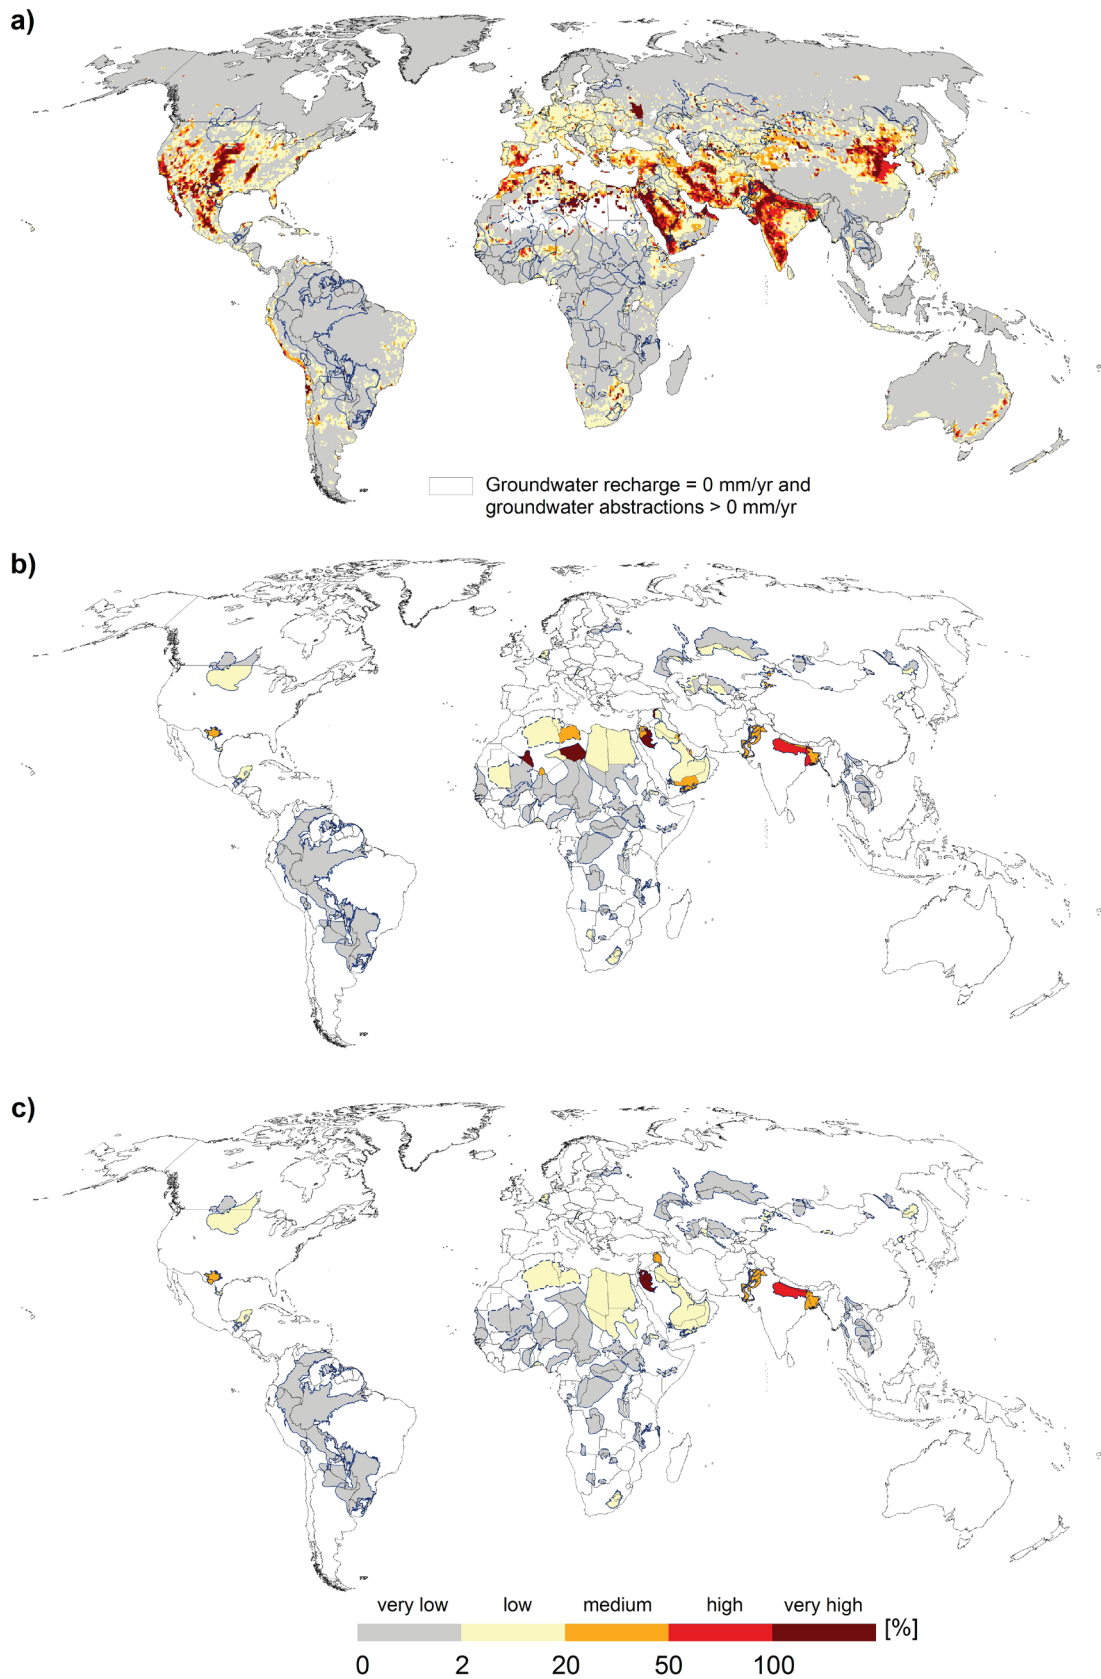 a)
Groundwater recharge = 0 mm/yr and
groundwater abstractions > 0 mm/yr
b)
c)
very low low medium high very high
[%]
0 2 20 50 100